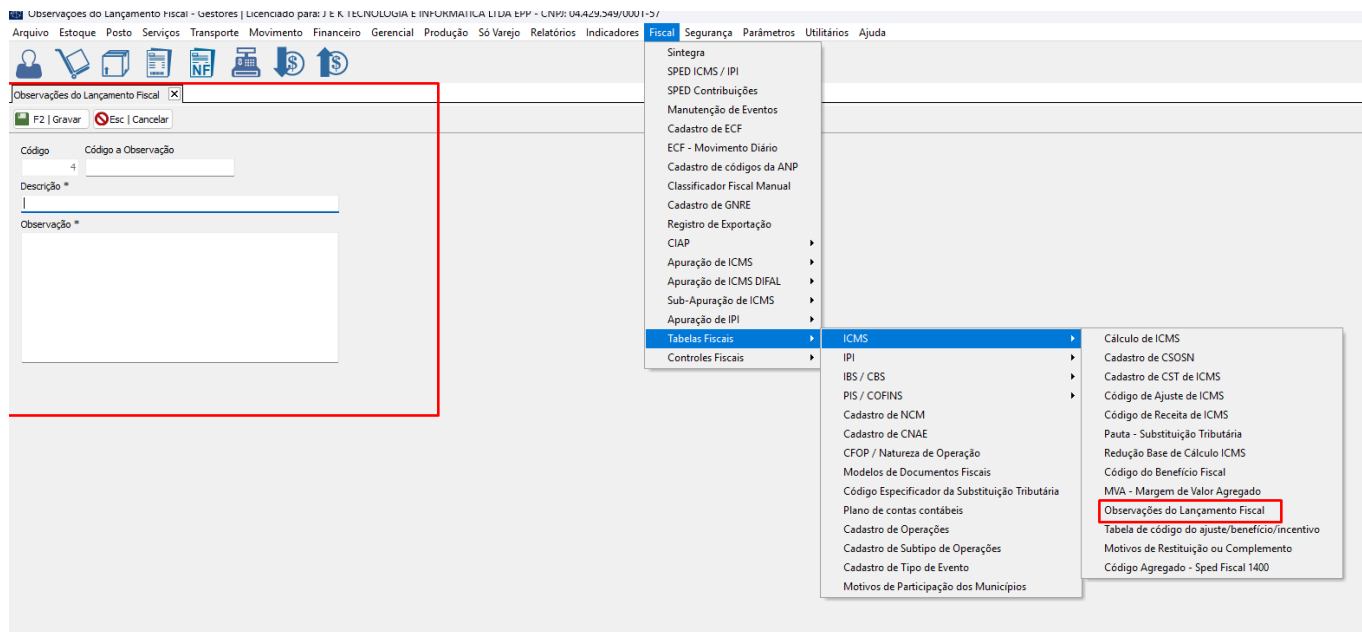 Observações do Lançamento Fiscal - Gestores | Licenciado para: J E K TECNOLOGIA E INFORMATICA LTDA EPP - CNPJ: 04.429.549/0001-57
Arquivo Estoque Posto Serviços Transporte Movimento Financeiro Gerencial Produção Só Varejo Relatórios Indicadores Fiscal Segurança Parâmetros Utilitários Ajuda
NF
Observações do Lançamento Fiscal X
F2 | Gravar Esc | Cancelar
Código Código a Observação
4
Descrição *
Observação *
Sintegra
SPED ICMS / IPI
SPED Contribuições
Manutenção de Eventos
Cadastro de ECF
ECF - Movimento Diário
Cadastro de códigos da ANP
Classificador Fiscal Manual
Cadastro de GNRE
Registro de Exportação
CIAP
Apuração de ICMS
Apuração de ICMS DIFAL
Sub-Apuração de ICMS
Apuração de IPI
Tabelas Fiscais
Controles Fiscais
ICMS
IPI
IBS / CBS
PIS / COFINS
Cadastro de NCM
Cadastro de CNAE
CFOP / Natureza de Operação
Modelos de Documentos Fiscais
Código Especificador da Substituição Tributária
Plano de contas contábeis
Cadastro de Operações
Cadastro de Subtipo de Operações
Cadastro de Tipo de Evento
Motivos de Participação dos Municípios
Cálculo de ICMS
Cadastro de CSOSN
Cadastro de CST de ICMS
Código de Ajuste de ICMS
Código de Receita de ICMS
Pauta - Substituição Tributária
Redução Base de Cálculo ICMS
Código do Benefício Fiscal
MVA - Margem de Valor Agregado
Observações do Lançamento Fiscal
Tabela de código do ajuste/benefício/incentivo
Motivos de Restituição ou Complemento
Código Agregado - Sped Fiscal 1400